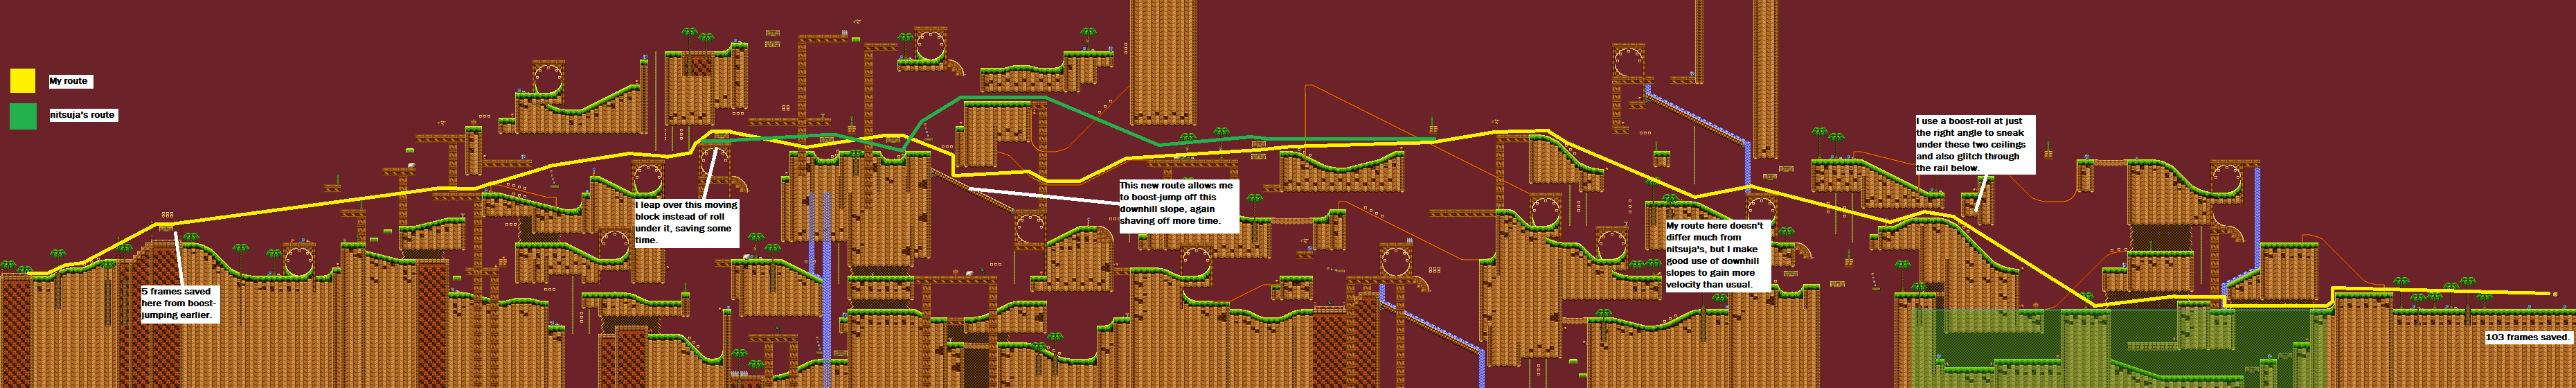 My route
nitsuja's route
5 frames saved
here from boost-
jumping earlier.
I leap over this moving
block instead of roll
under it, saving some
time.
This new route allows me
to boost-jump off this
downhill slope, again
shaving off more time.
My route here doesn't
differ much from
nitsuja's, but I make
good use of downhill
slopes to gain more
velocity than usual.
I use a boost-roll at just
the right angle to sneak
under these two ceilings
and also glitch through
the rail below.
103 frames saved.